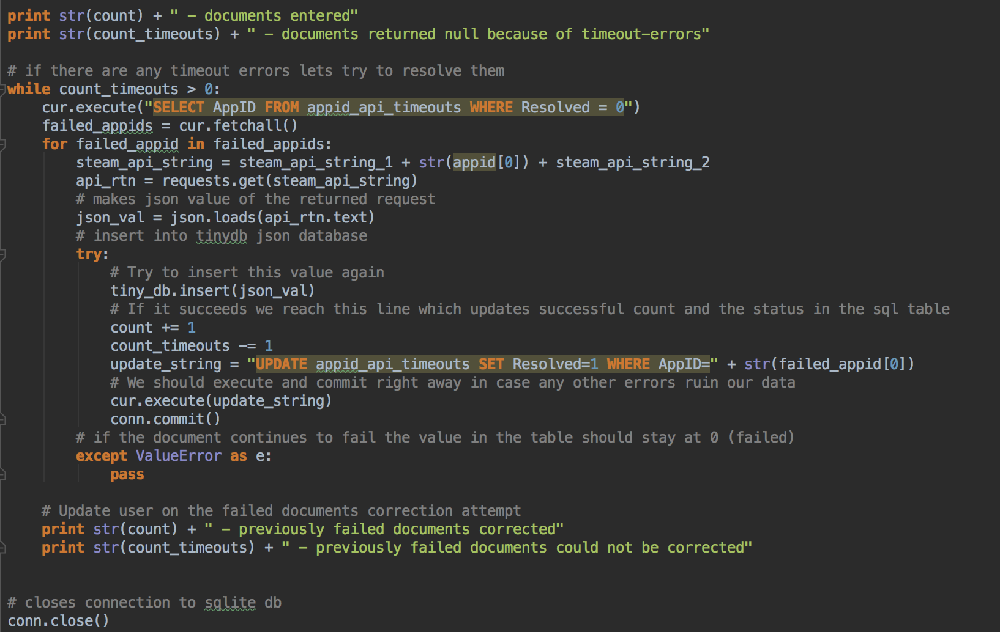 print str(count) + " - documents entered"
print str(count_timeouts) + " - documents returned null because of timeout-errors"
# if there are any timeout errors lets try to resolve them
while count_timeouts > 0:
    cur.execute("SELECT AppID FROM appid_api_timeouts WHERE Resolved = 0")
    failed_appids = cur.fetchall()
    for failed_appid in failed_appids:
        steam_api_string = steam_api_string_1 + str(appid[0]) + steam_api_string_2
        api_rtn = requests.get(steam_api_string)
        # makes json value of the returned request
        json_val = json.loads(api_rtn.text)
        # insert into tinydb json database
        try:
            # Try to insert this value again
            tiny_db.insert(json_val)
            # If it succeeds we reach this line which updates successful count and the status in the sql table
            count += 1
            count_timeouts -= 1
            update_string = "UPDATE appid_api_timeouts SET Resolved=1 WHERE AppID=" + str(failed_appid[0])
            # We should execute and commit right away in case any other errors ruin our data
            cur.execute(update_string)
            conn.commit()
        # if the document continues to fail the value in the table should stay at 0 (failed)
        except ValueError as e:
            pass
    # Update user on the failed documents correction attempt
    print str(count) + " - previously failed documents corrected"
    print str(count_timeouts) + " - previously failed documents could not be corrected"
# closes connection to sqlite db
conn.close()